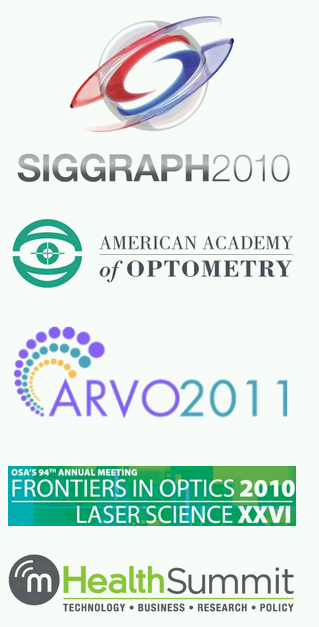 SIGGRAPH2010
AMERICAN ACADEMY
of OPTOMETRY
ARVO2011
OSA'S 94TH ANNUAL MEETING
FRONTIERS IN OPTICS 2010
LASER SCIENCE XXVI
m HealthSummit
TECHNOLOGY • BUSINESS • RESEARCH • POLICY